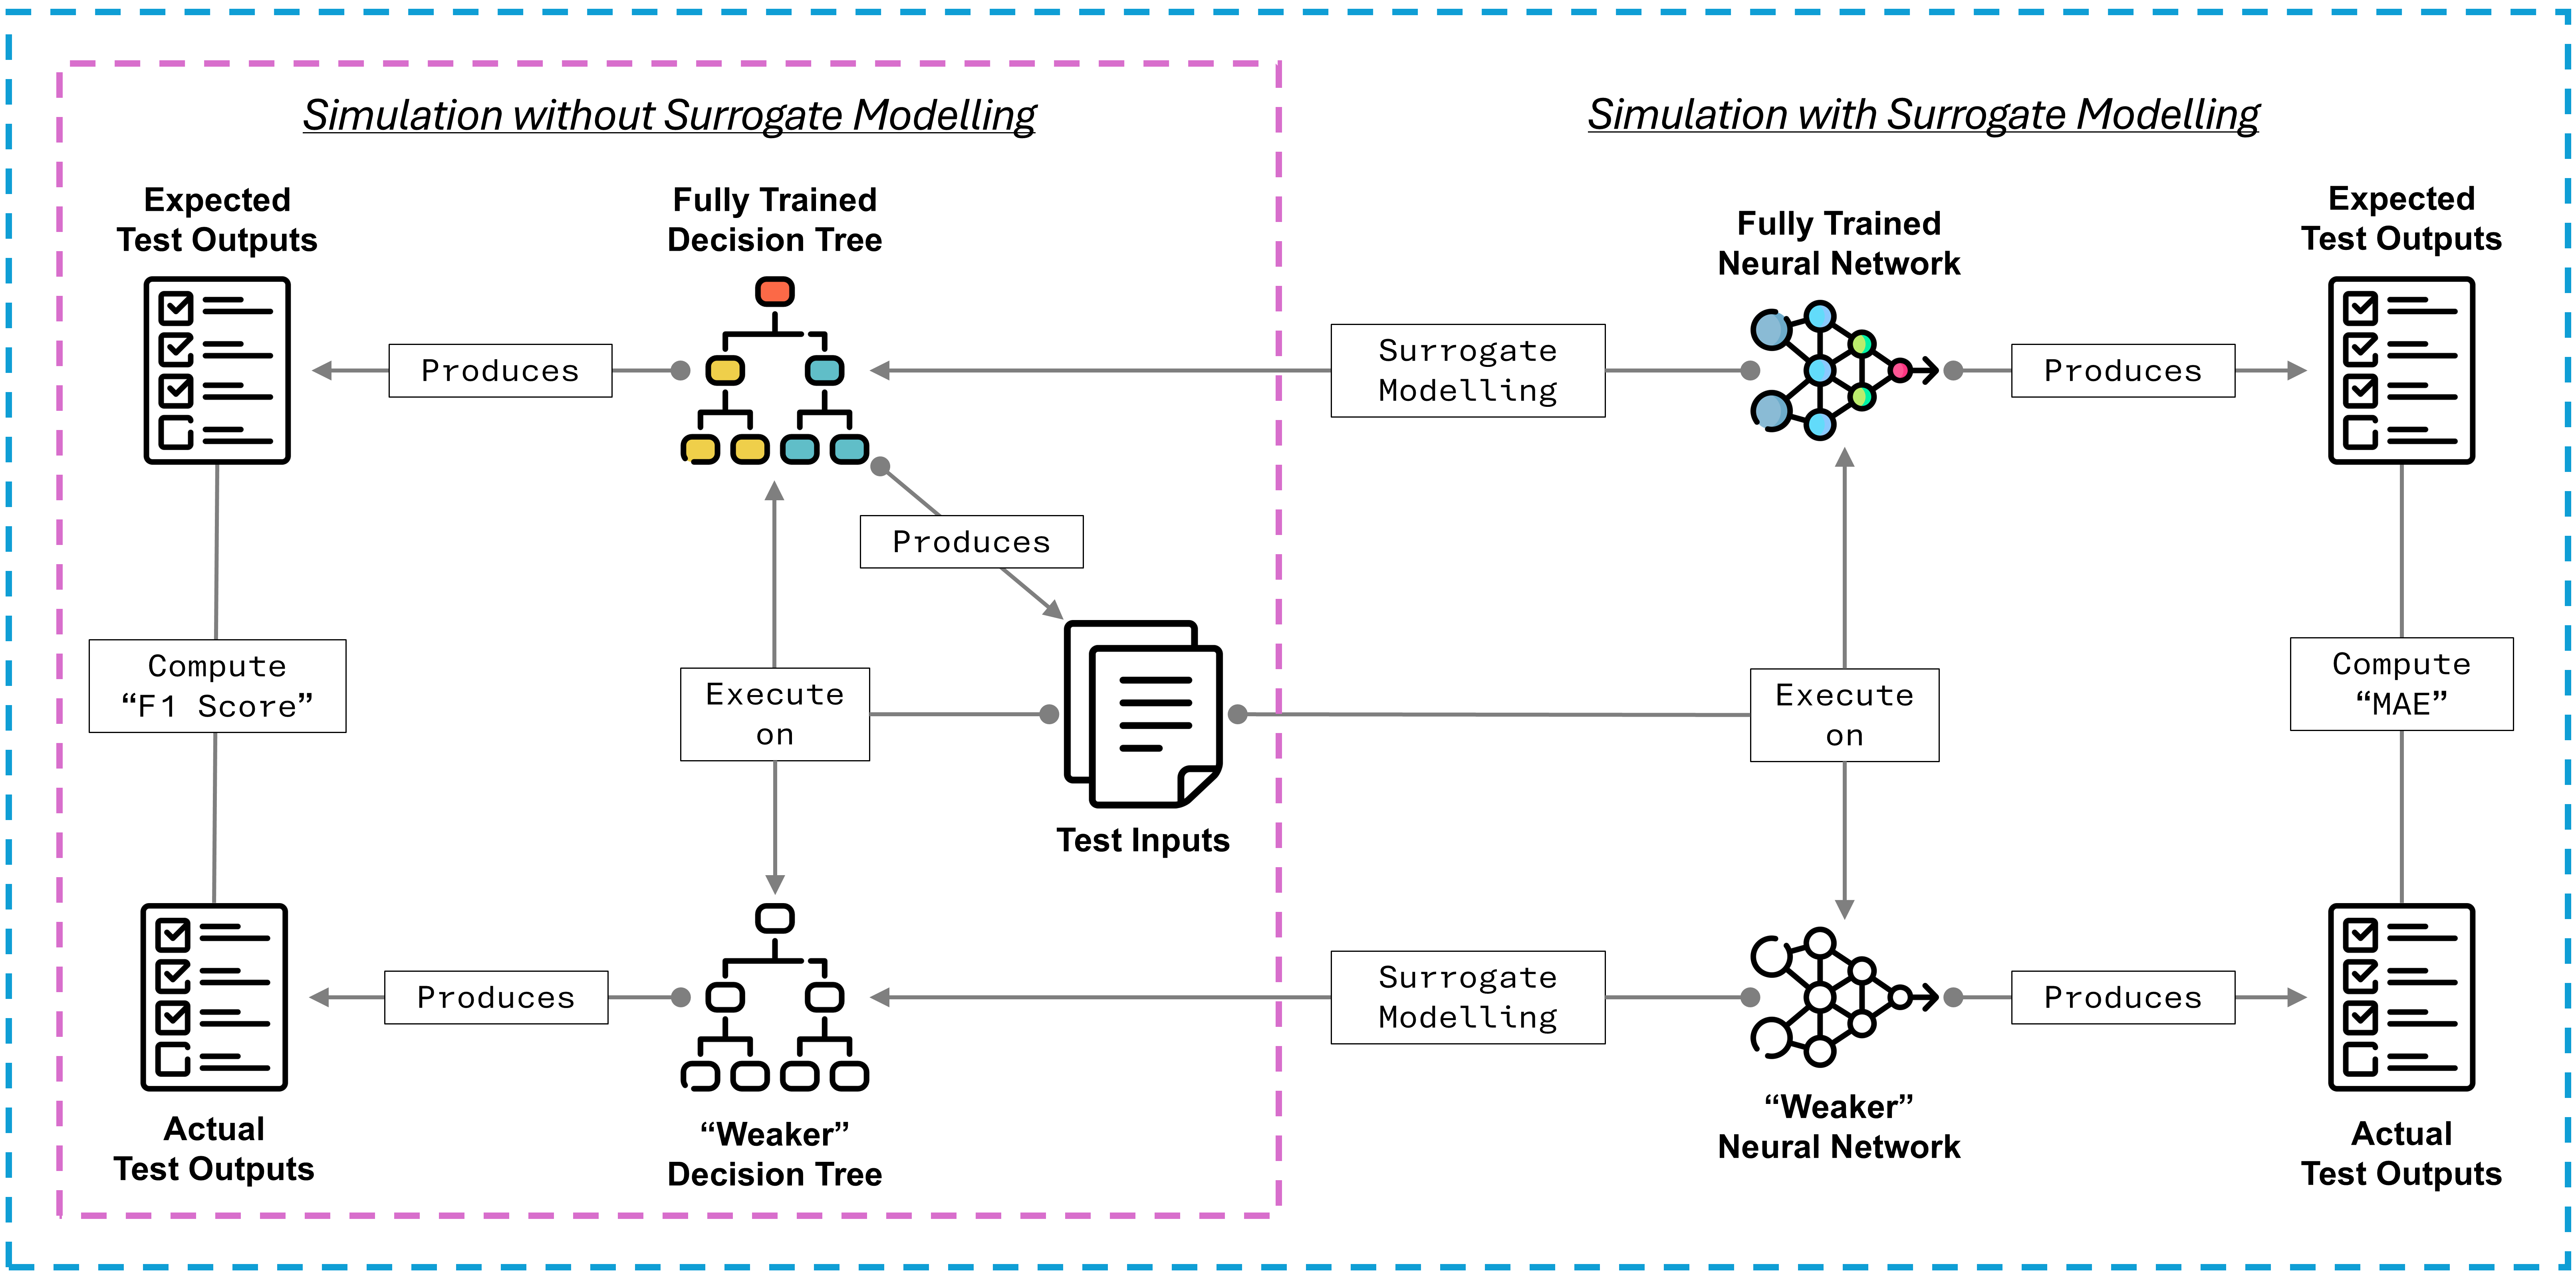 Simulation without Surrogate Modelling
Simulation with Surrogate Modelling
Expected
Test Outputs
Fully Trained
Decision Tree
Fully Trained
Neural Network
Expected
Test Outputs
Produces
Surrogate
Modelling
Produces
Produces
Compute
“F1 Score”
Execute
on
Test Inputs
Execute
on
Compute
“MAE”
Produces
Surrogate
Modelling
Produces
Actual
Test Outputs
“Weaker”
Decision Tree
“Weaker”
Neural Network
Actual
Test Outputs